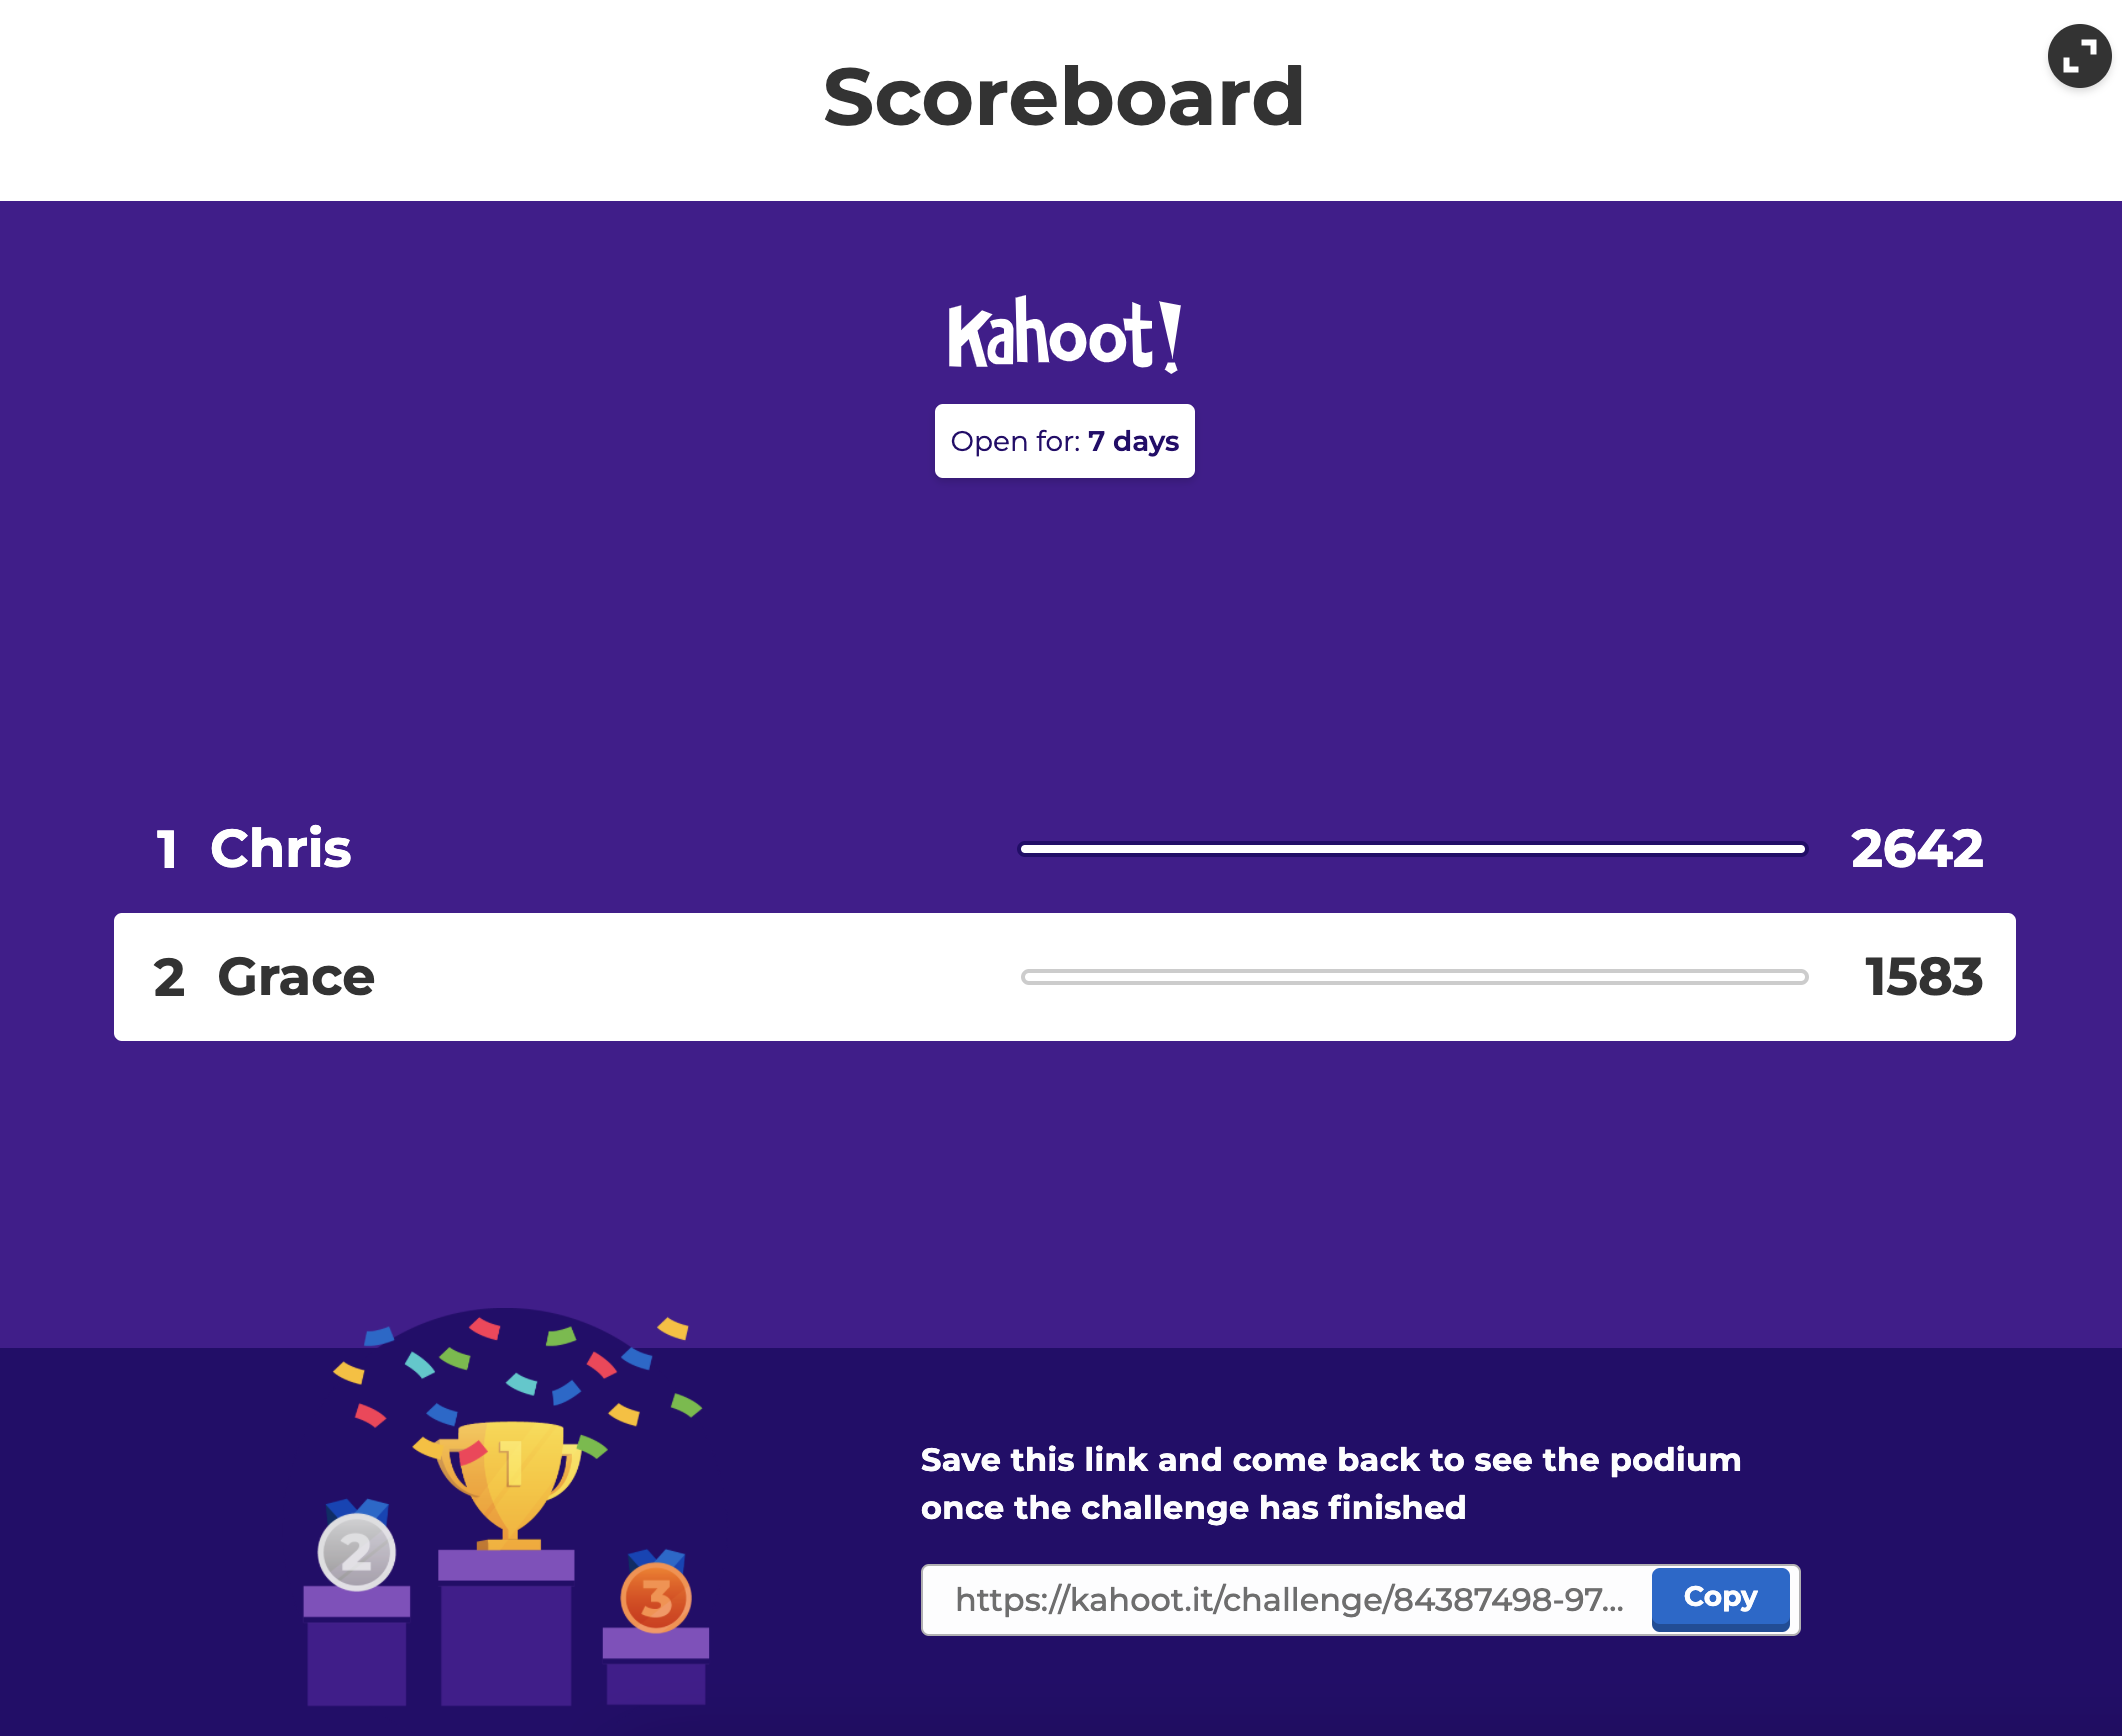 Scoreboard
Kahoot!
Open for: 7 days
1 Chris 2642
2 Grace 1583
1
2
3
Save this link and come back to see the podium
once the challenge has finished
https://kahoot.it/challenge/84387498-97... Copy